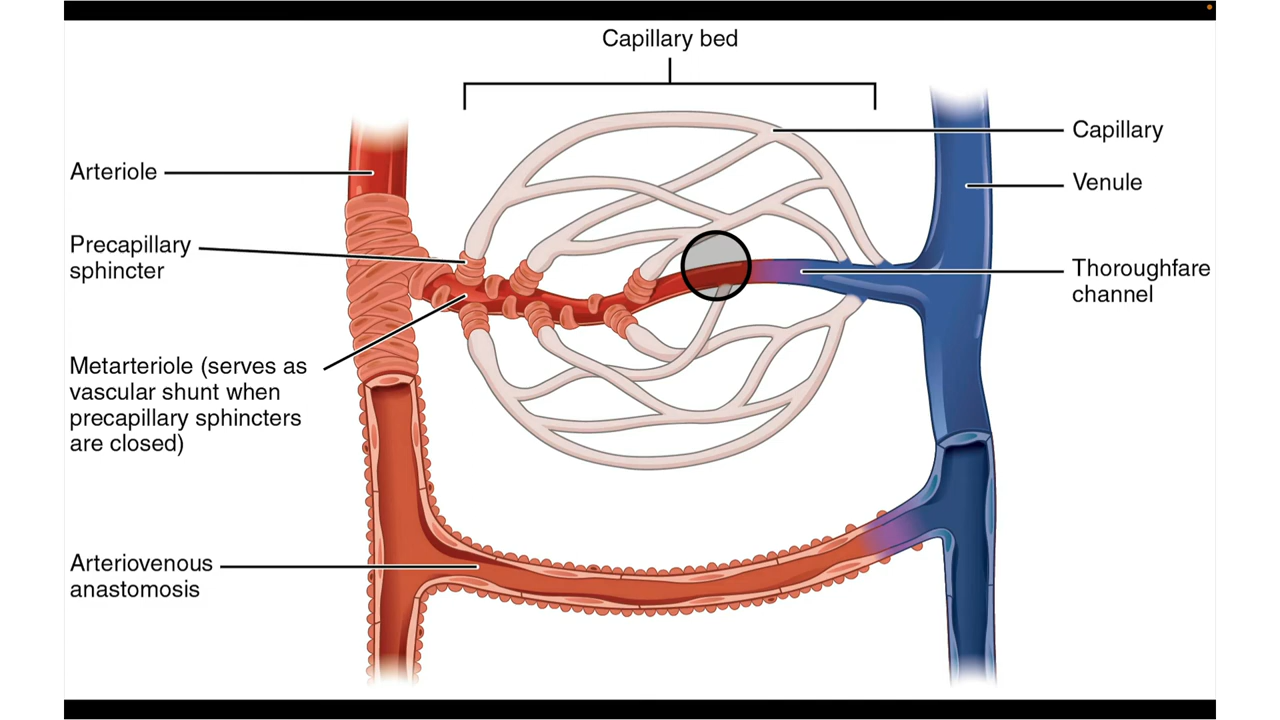 Capillary bed
Arteriole
Precapillary
sphincter
Metarteriole (serves as
vascular shunt when
precapillary sphincters
are closed)
Arteriovenous
anastomosis
Capillary
Venule
Thoroughfare
channel